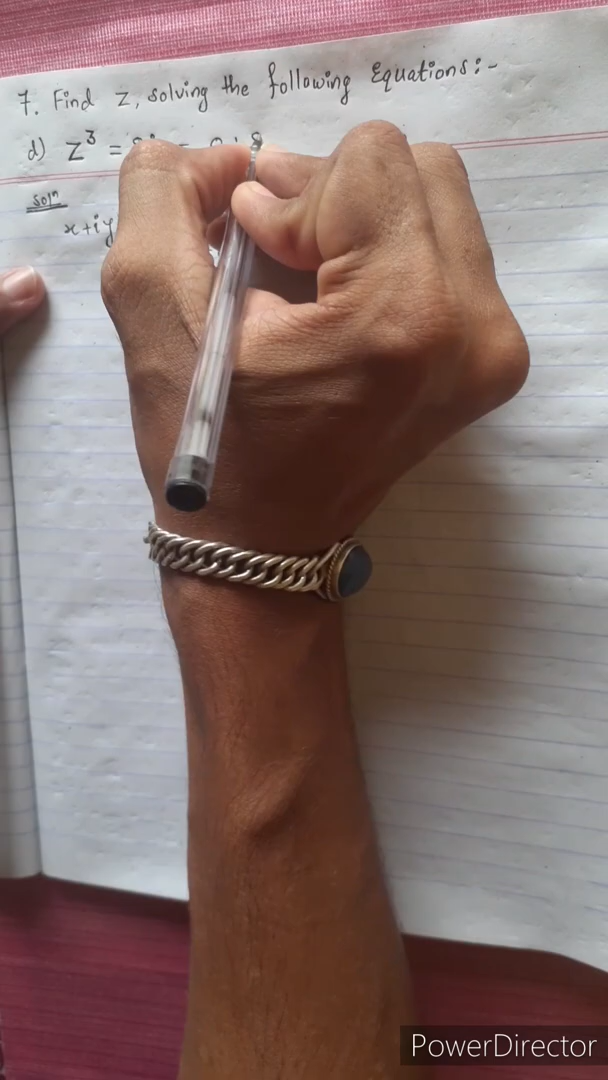 7. Find Z, solving the following Equations:-
d) Z³ =
Solⁿ
x+iy
PowerDirector